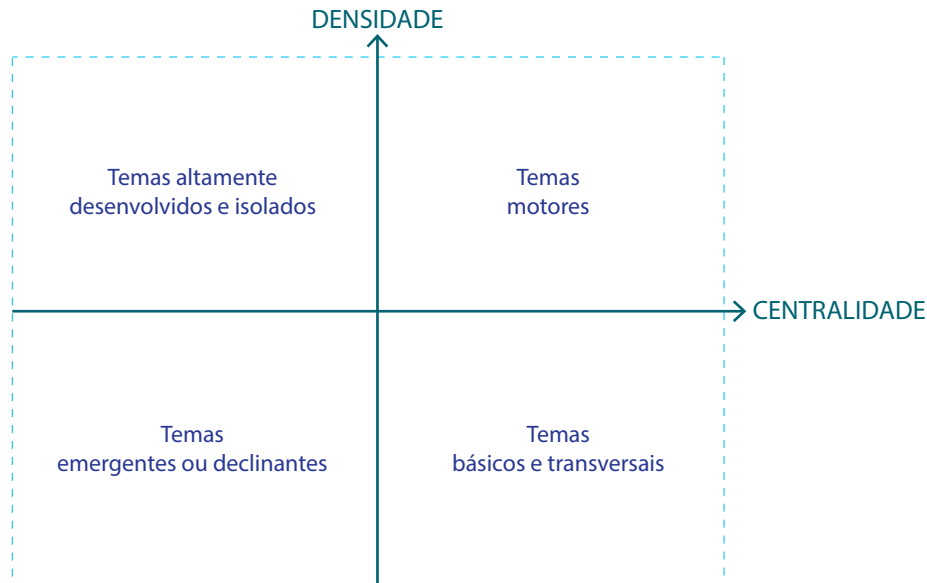 DENSIDADE
Temas altamente
desenvolvidos e isolados
Temas
motores
CENTRALIDADE
Temas
emergentes ou declinantes
Temas
básicos e transversais